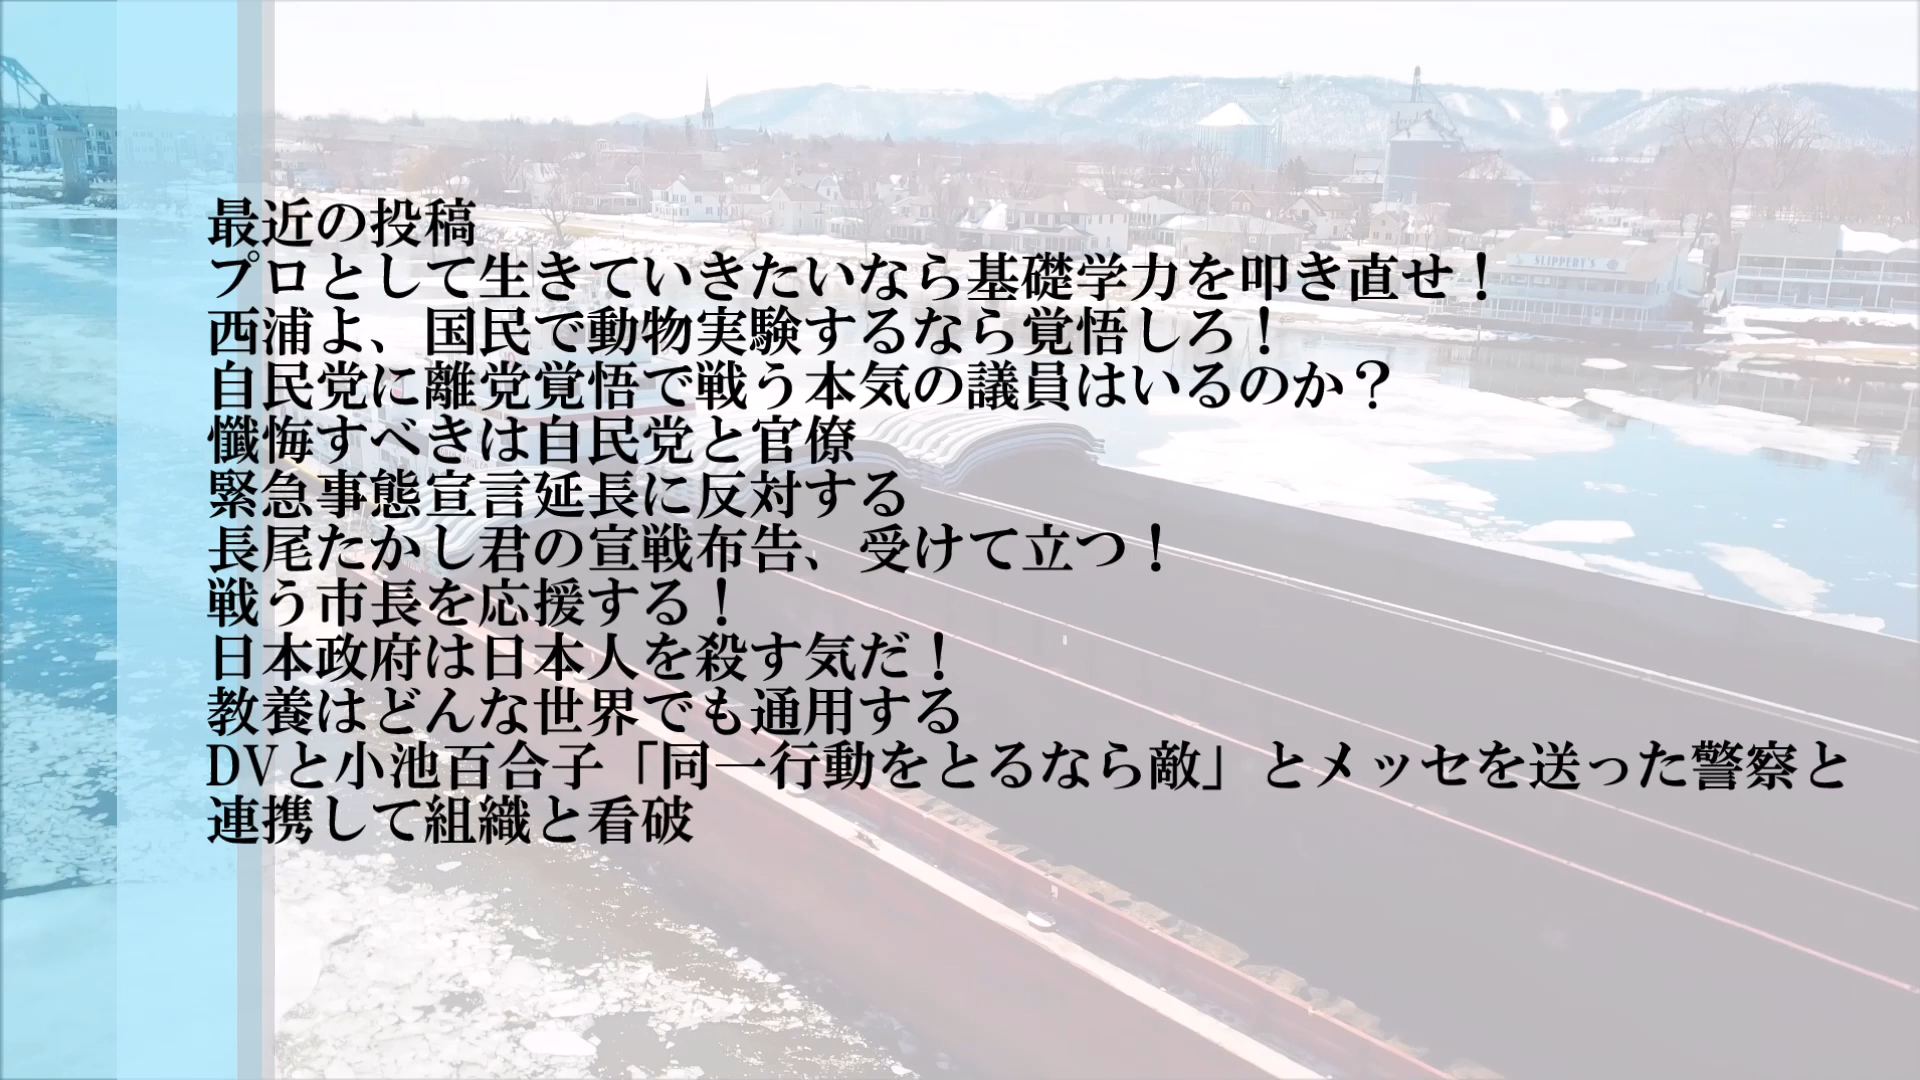 SLIPPERY'S
最近の投稿
プロとして生きていきたいなら基礎学力を叩き直せ！
西浦よ、国民で動物実験するなら覚悟しろ！
自民党に離党覚悟で戦う本気の議員はいるのか？
懺悔すべきは自民党と官僚
緊急事態宣言延長に反対する
長尾たかし君の宣戦布告、受けて立つ！
戦う市長を応援する！
日本政府は日本人を殺す気だ！
教養はどんな世界でも通用する
DVと小池百合子「同一行動をとるなら敵」とメッセを送った警察と
連携して組織と看破